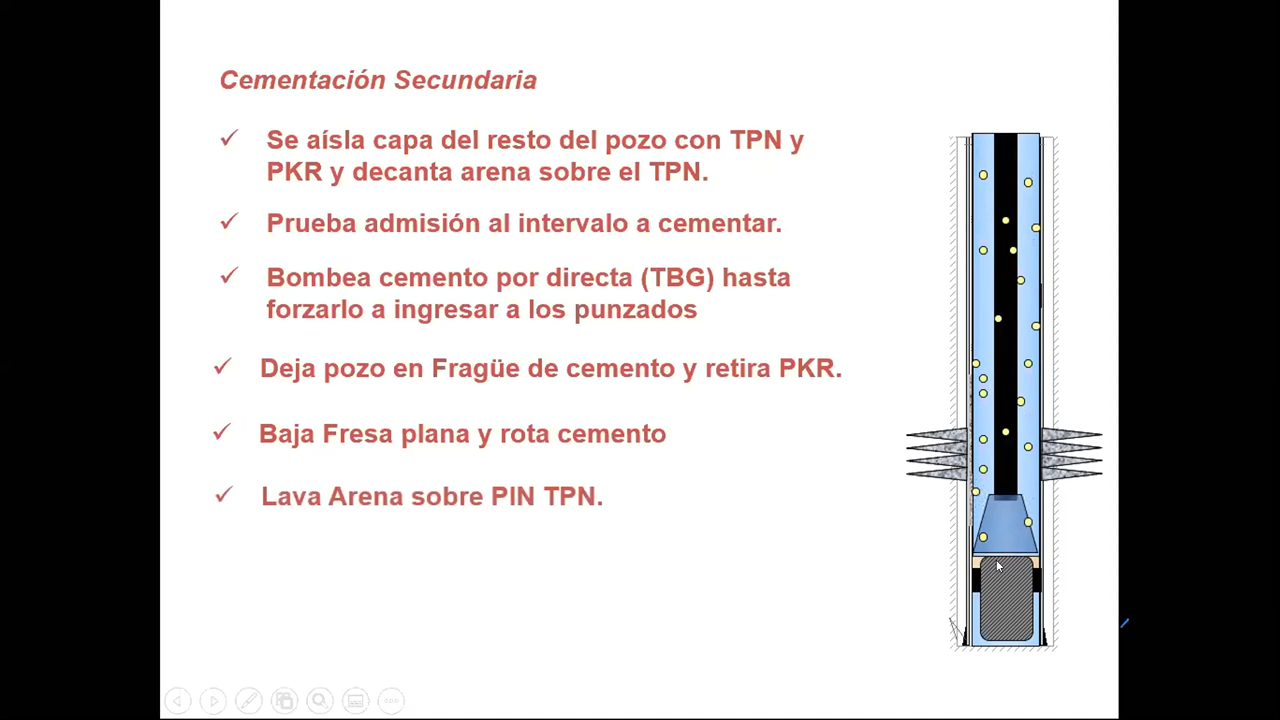 Cementación Secundaria
Se aísla capa del resto del pozo con TPN y
PKR y decanta arena sobre el TPN.
Prueba admisión al intervalo a cementar.
Bombea cemento por directa (TBG) hasta
forzarlo a ingresar a los punzados
Deja pozo en Fragüe de cemento y retira PKR.
Baja Fresa plana y rota cemento
Lava Arena sobre PIN TPN.